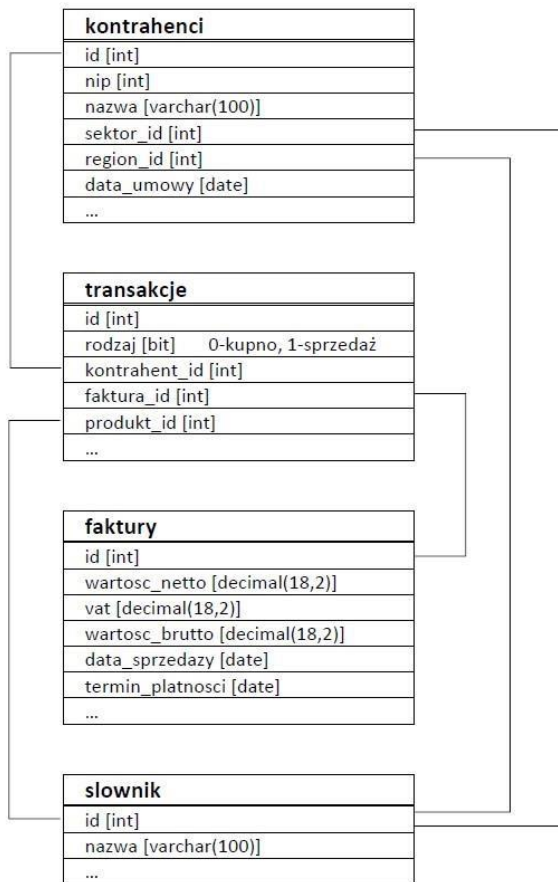 kontrahenci
id [int]
nip [int]
nazwa [varchar(100)]
sektor_id [int]
region_id [int]
data_umowy [date]
...
transakcje
id [int]
rodzaj [bit] 0-kupno, 1-sprzedaż
kontrahent_id [int]
faktura_id [int]
produkt_id [int]
...
faktury
id [int]
wartosc_netto [decimal(18,2)]
vat [decimal(18,2)]
wartosc_brutto [decimal(18,2)]
data_sprzedazy [date]
termin_platnosci [date]
...
slownik
id [int]
nazwa [varchar(100)]
...